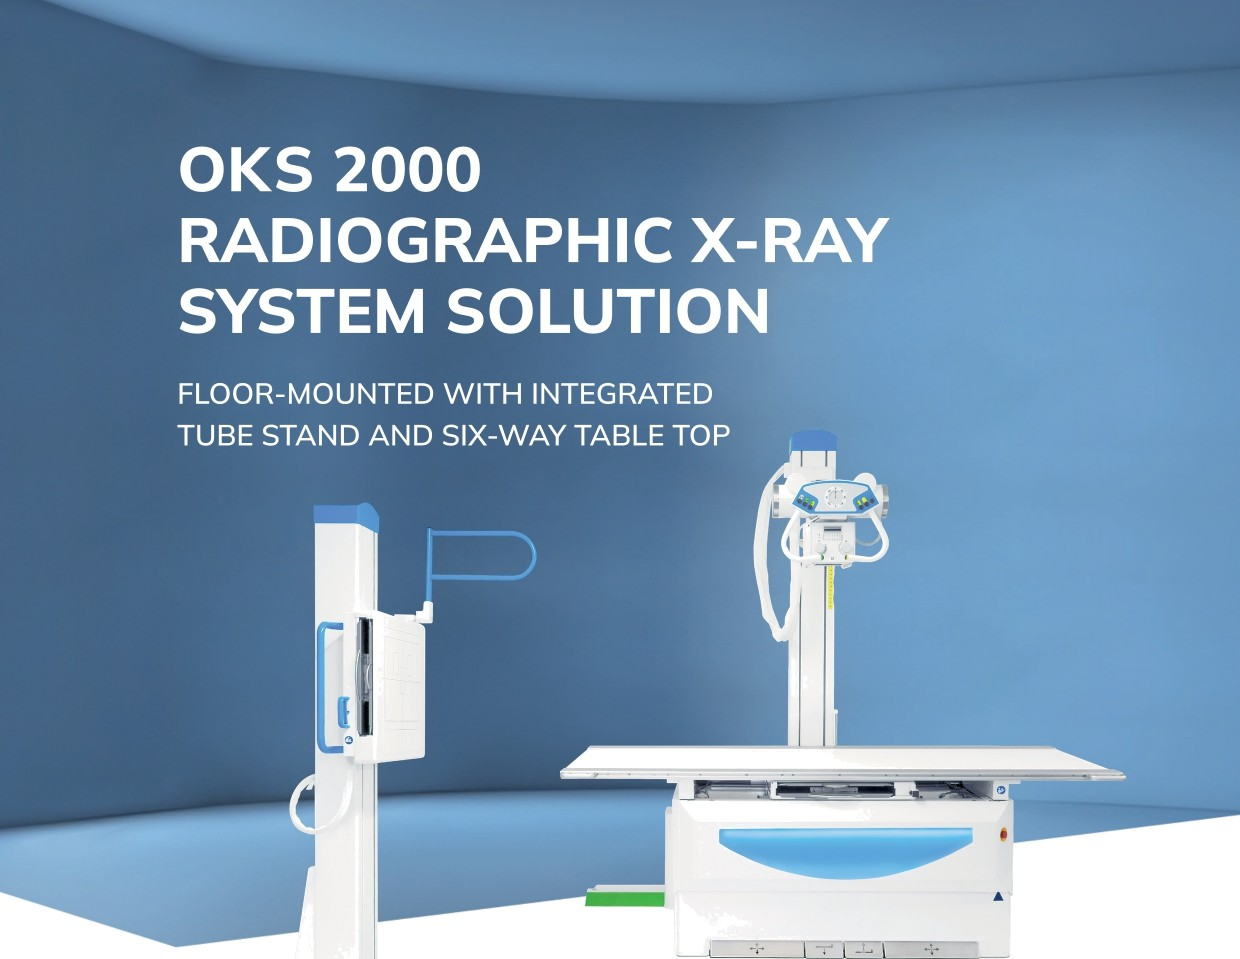 OKS 2000
RADIOGRAPHIC X-RAY
SYSTEM SOLUTION
FLOOR-MOUNTED WITH INTEGRATED
TUBE STAND AND SIX-WAY TABLE TOP